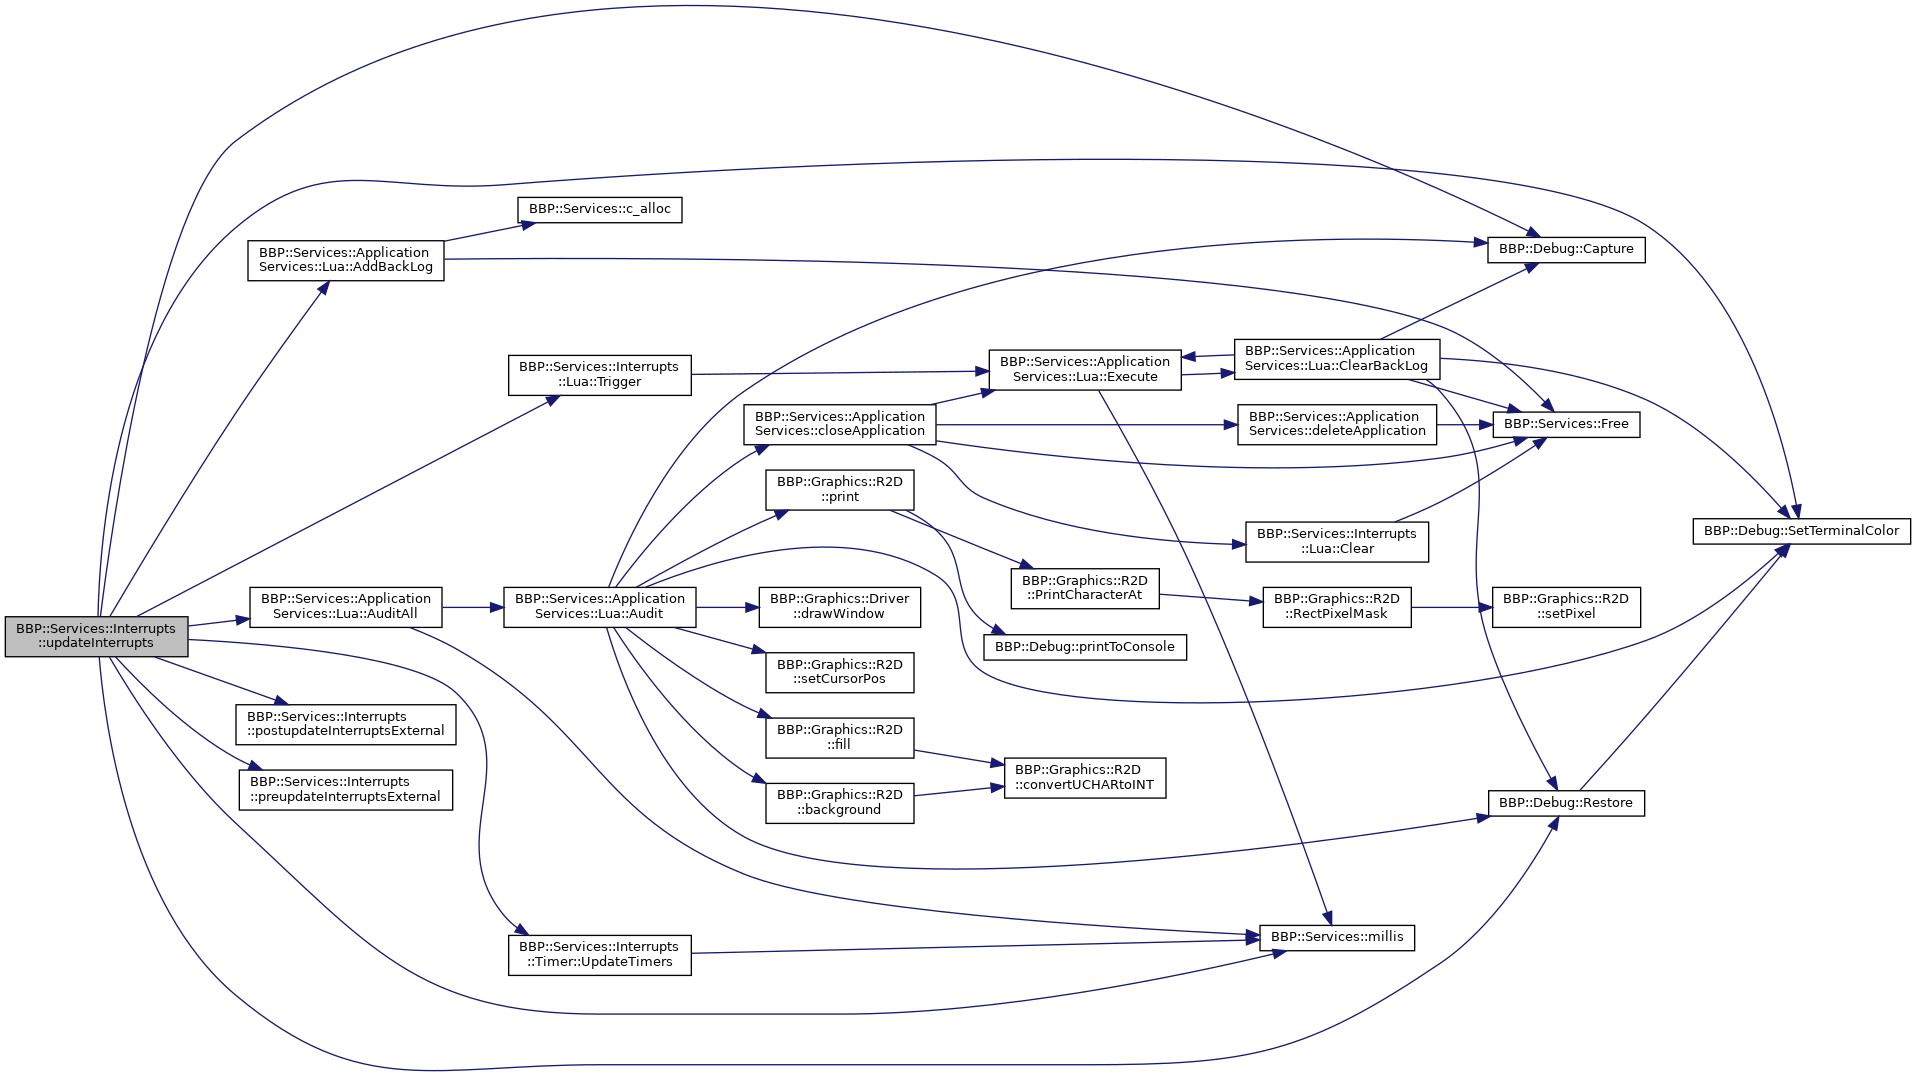 BBP::Services::c_alloc
BBP::Services::Application
Services::Lua::AddBackLog
BBP::Debug::Capture
BBP::Services::Interrupts
::Lua::Trigger
BBP::Services::Application
Services::Lua::Execute
BBP::Services::Application
Services::Lua::ClearBackLog
BBP::Services::Application
Services::closeApplication
BBP::Services::Application
Services::deleteApplication
BBP::Services::Free
BBP::Graphics::R2D
::print
BBP::Services::Interrupts
::Lua::Clear
BBP::Debug::SetTerminalColor
BBP::Services::Interrupts
::updateInterrupts
BBP::Services::Application
Services::Lua::AuditAll
BBP::Services::Application
Services::Lua::Audit
BBP::Graphics::Driver
::drawWindow
BBP::Graphics::R2D
::PrintCharacterAt
BBP::Graphics::R2D
::RectPixelMask
BBP::Graphics::R2D
::setPixel
BBP::Debug::printToConsole
BBP::Graphics::R2D
::setCursorPos
BBP::Services::Interrupts
::postupdateInterruptsExternal
BBP::Graphics::R2D
::fill
BBP::Services::Interrupts
::preupdateInterruptsExternal
BBP::Graphics::R2D
::convertUCHARtoINT
BBP::Graphics::R2D
::background
BBP::Debug::Restore
BBP::Services::Interrupts
::Timer::UpdateTimers
BBP::Services::millis